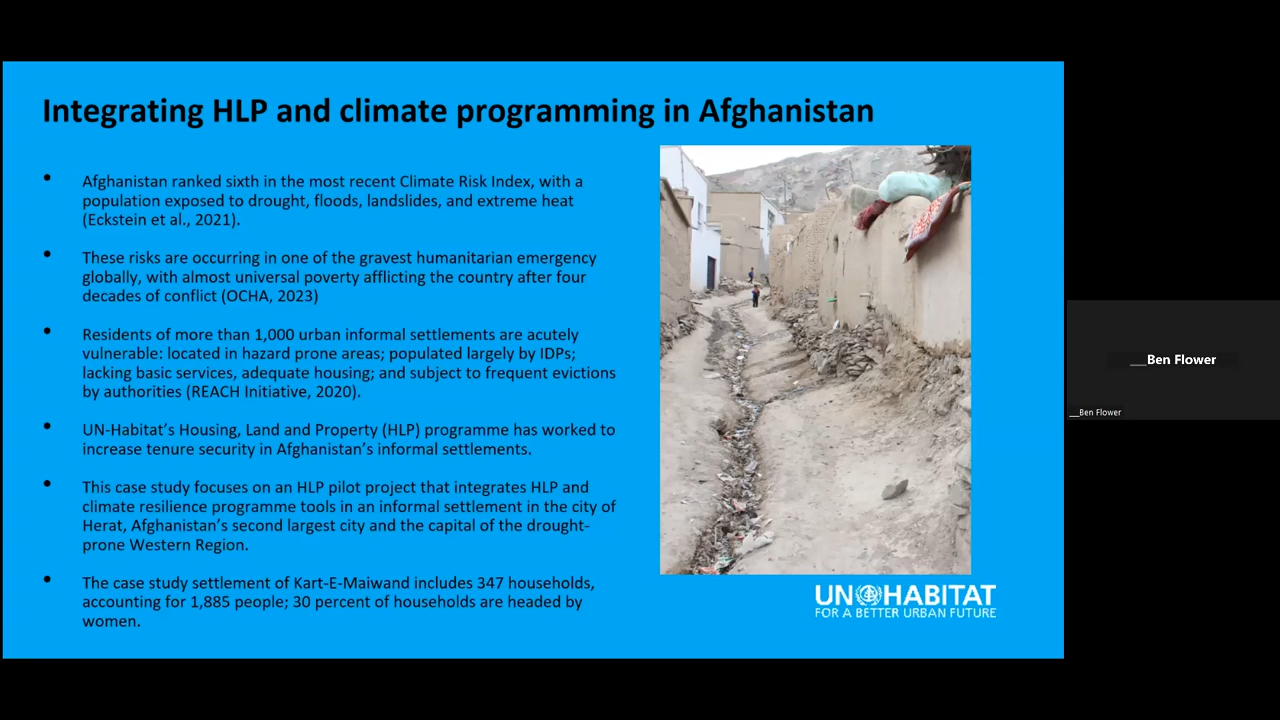 Integrating HLP and climate programming in Afghanistan
• Afghanistan ranked sixth in the most recent Climate Risk Index, with a
population exposed to drought, floods, landslides, and extreme heat
(Eckstein et al., 2021).
• These risks are occurring in one of the gravest humanitarian emergency
globally, with almost universal poverty afflicting the country after four
decades of conflict (OCHA, 2023)
• Residents of more than 1,000 urban informal settlements are acutely
vulnerable: located in hazard prone areas; populated largely by IDPs;
lacking basic services, adequate housing; and subject to frequent evictions
by authorities (REACH Initiative, 2020).
• UN-Habitat’s Housing, Land and Property (HLP) programme has worked to
increase tenure security in Afghanistan’s informal settlements.
• This case study focuses on an HLP pilot project that integrates HLP and
climate resilience programme tools in an informal settlement in the city of
Herat, Afghanistan’s second largest city and the capital of the drought-
prone Western Region.
• The case study settlement of Kart-E-Maiwand includes 347 households,
accounting for 1,885 people; 30 percent of households are headed by
women.
UN HABITAT
FOR A BETTER URBAN FUTURE
__Ben Flower
__Ben Flower